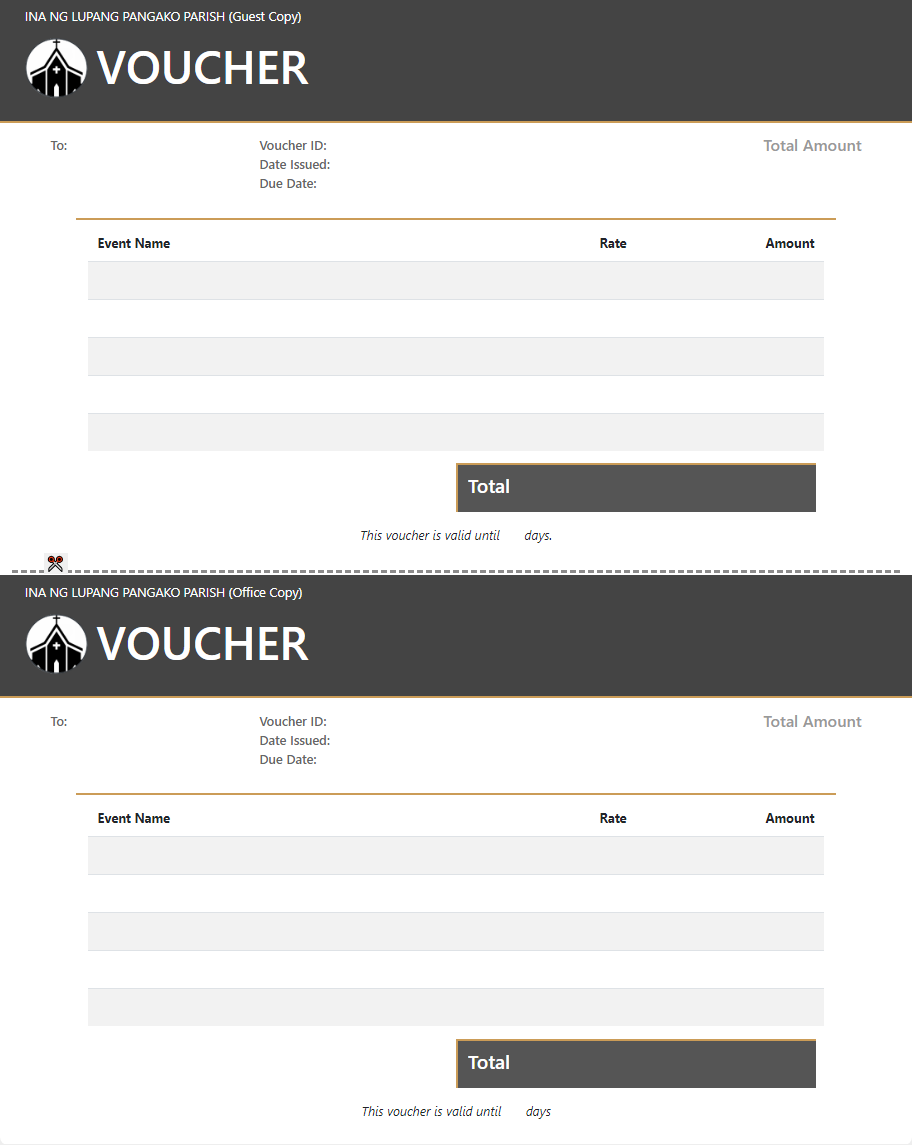 INA NG LUPANG PANGAKO PARISH (Guest Copy)
VOUCHER
To:
Voucher ID:
Date Issued:
Due Date:
Total Amount
Event Name Rate Amount
Total
This voucher is valid until days.
INA NG LUPANG PANGAKO PARISH (Office Copy)
VOUCHER
To:
Voucher ID:
Date Issued:
Due Date:
Total Amount
Event Name Rate Amount
Total
This voucher is valid until days